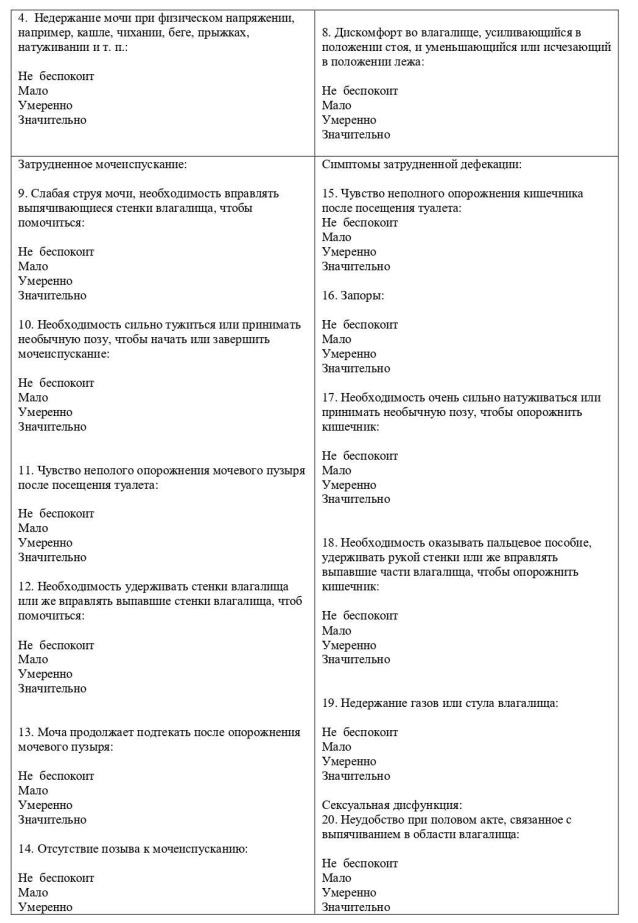 4. Недержание мочи при физическом напряжении,
например, кашле, чихании, беге, прыжках,
натуживании и т. п.:
Не беспокоит
Мало
Умеренно
Значительно
8. Дискомфорт во влагалище, усиливающийся в
положении стоя, и уменьшающийся или исчезающий
в положении лежа:
Не беспокоит
Мало
Умеренно
Значительно
Затрудненное мочеиспускание:
9. Слабая струя мочи, необходимость вправлять
выпячивающиеся стенки влагалища, чтобы
помочиться:
Не беспокоит
Мало
Умеренно
Значительно
10. Необходимость сильно тужиться или принимать
необычную позу, чтобы начать или завершить
мочеиспускание:
Не беспокоит
Мало
Умеренно
Значительно
11. Чувство неполого опорожнения мочевого пузыря
после посещения туалета:
Не беспокоит
Мало
Умеренно
Значительно
12. Необходимость удерживать стенки влагалища
или же вправлять выпавшие стенки влагалища, чтоб
помочиться:
Не беспокоит
Мало
Умеренно
Значительно
13. Моча продолжает подтекать после опорожнения
мочевого пузыря:
Не беспокоит
Мало
Умеренно
Значительно
14. Отсутствие позыва к мочеиспусканию:
Не беспокоит
Мало
Умеренно
Симптомы затрудненной дефекации:
15. Чувство неполного опорожнения кишечника
после посещения туалета:
Не беспокоит
Мало
Умеренно
Значительно
16. Запоры:
Не беспокоит
Мало
Умеренно
Значительно
17. Необходимость очень сильно натуживаться или
принимать необычную позу, чтобы опорожнить
кишечник:
Не беспокоит
Мало
Умеренно
Значительно
18. Необходимость оказывать пальцевое пособие,
удерживать рукой стенки или же вправлять
выпавшие части влагалища, чтобы опорожнить
кишечник:
Не беспокоит
Мало
Умеренно
Значительно
19. Недержание газов или стула влагалища:
Не беспокоит
Мало
Умеренно
Значительно
Сексуальная дисфункция:
20. Неудобство при половом акте, связанное с
выпячиванием в области влагалища:
Не беспокоит
Мало
Умеренно
Значительно